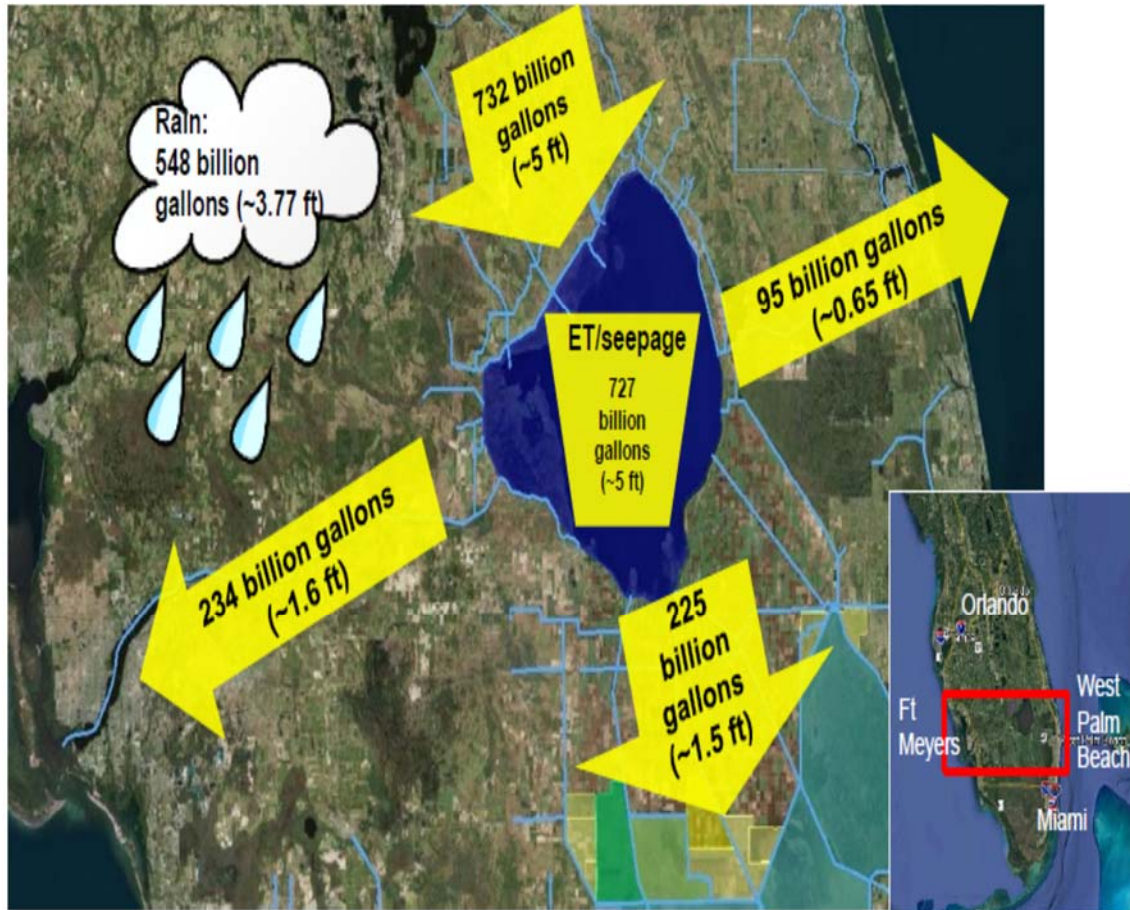 Rain:
548 billion
gallons (~3.77 ft)
732 billion
gallons
(~5 ft)
95 billion gallons
(~0.65 ft)
ET/seepage
727
billion
gallons
(~5 ft)
234 billion gallons
(~1.6 ft)
225
billion
gallons
(~1.5 ft)
Orlando
Ft
Meyers
West
Palm
Beach
Miami